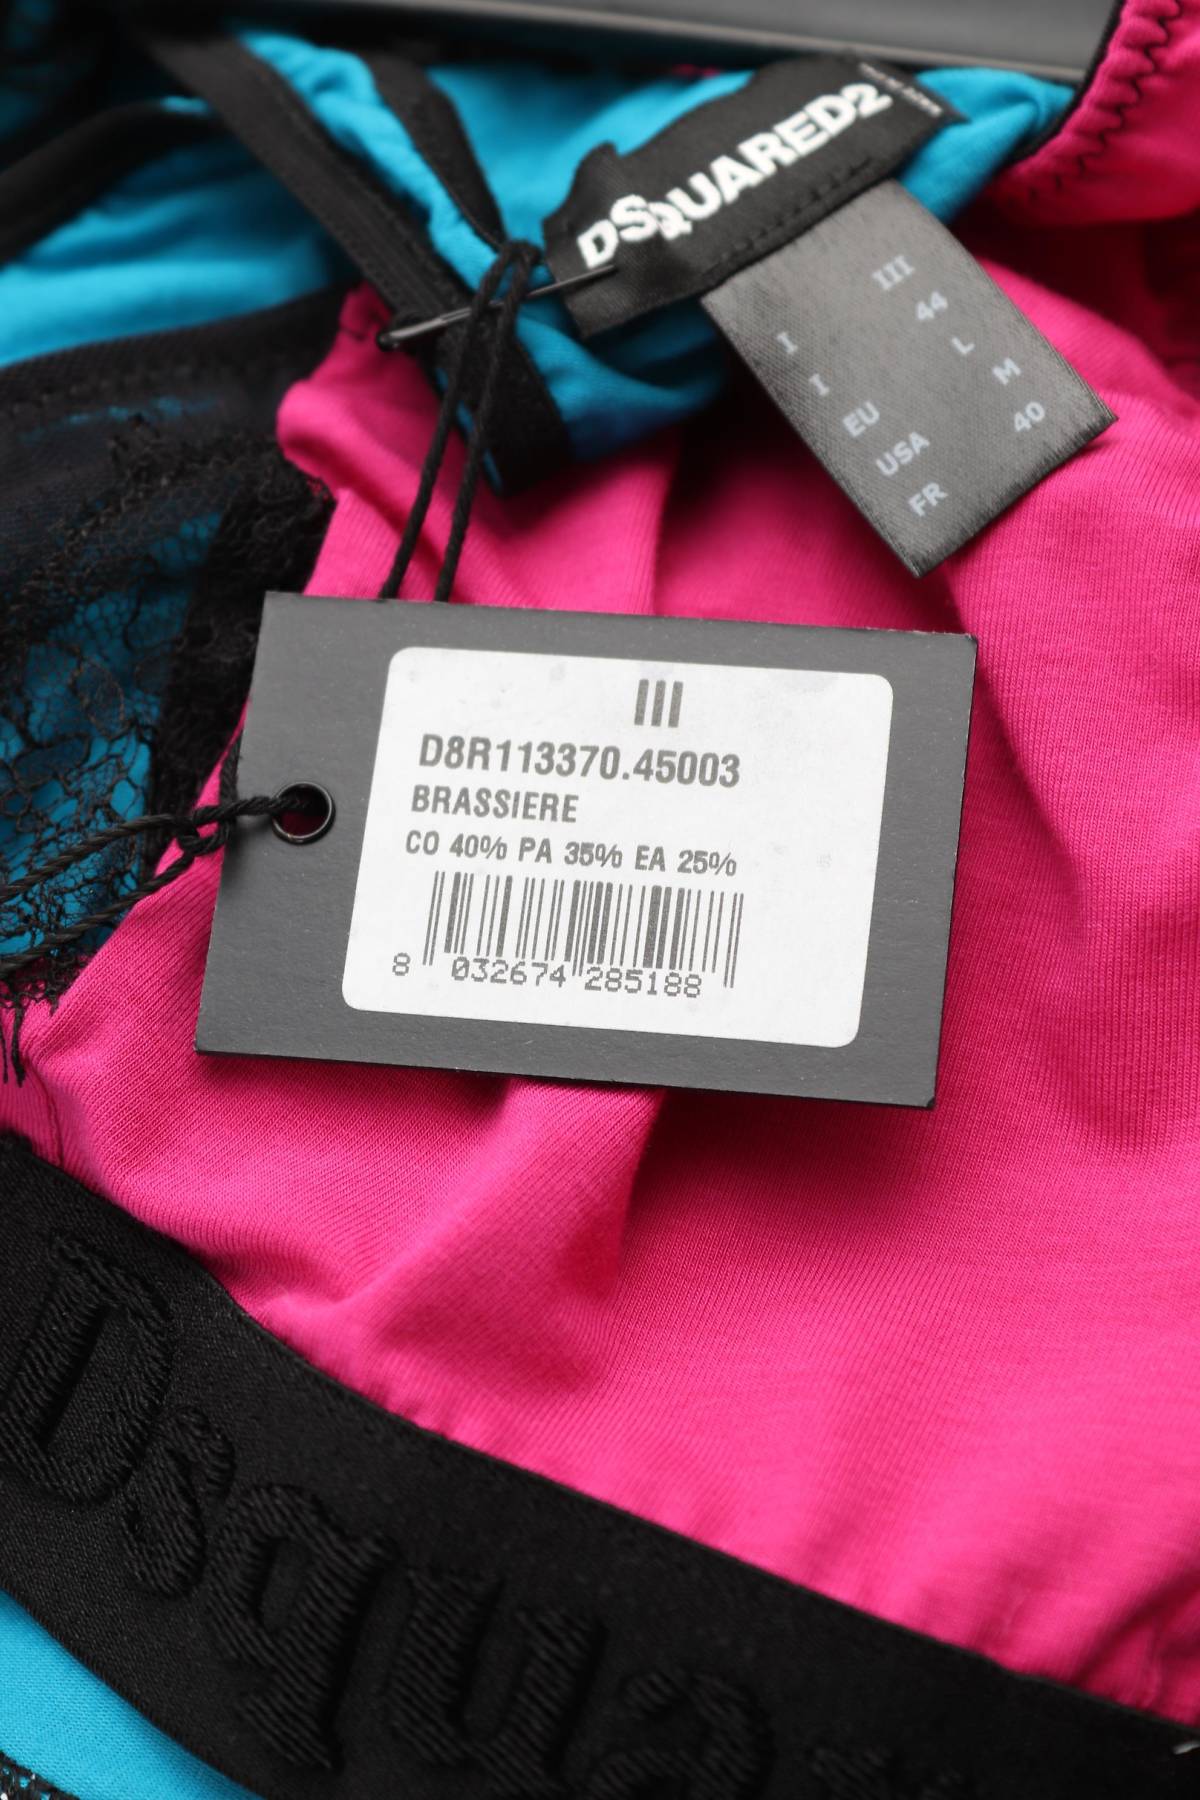 DSQUARED2
I III
I 44
EU L
USA M
FR 40
III
D8R113370.45003
BRASSIERE
CO 40% PA 35% EA 25%
8 032674 285188
Dsqua